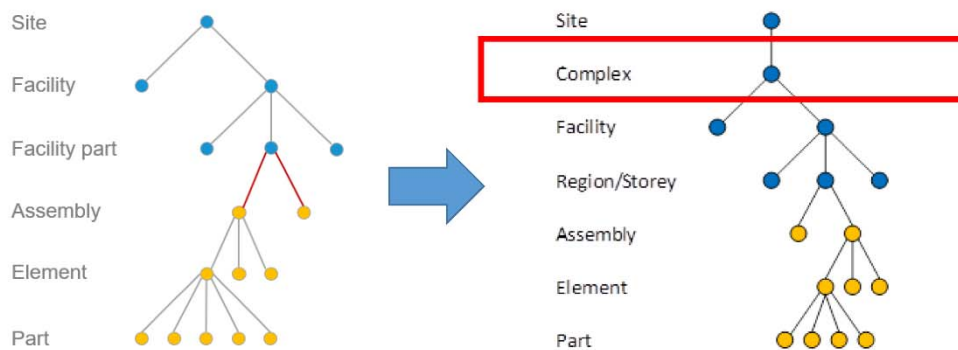 Site
Facility
Facility part
Assembly
Element
Part
Site
Complex
Facility
Region/Storey
Assembly
Element
Part